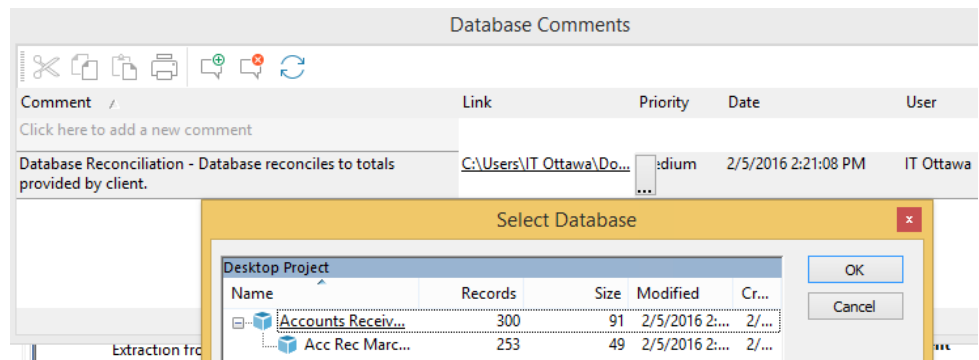 Database Comments
Comment Link Priority Date User
Click here to add a new comment
Database Reconciliation - Database reconciles to totals provided by client. C:\Users\IT Ottawa\Do... ... edium 2/5/2016 2:21:08 PM IT Ottawa
Select Database x
Desktop Project OK
Name Records Size Modified Cr...
Cancel
Accounts Receiv... 300 91 2/5/2016 2:... 2/...
Acc Rec Marc... 253 49 2/5/2016 2:... 2/...
Extraction fro